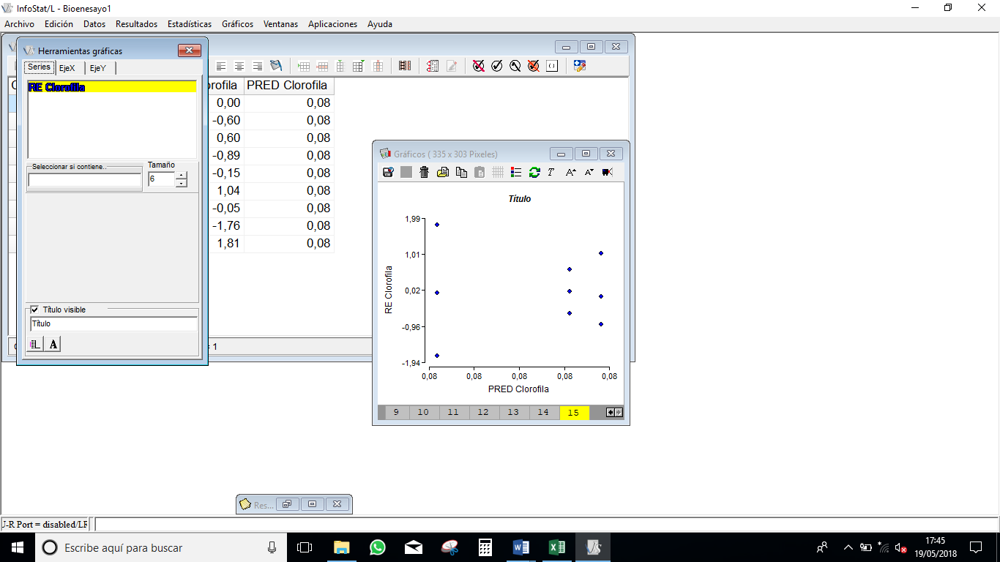 InfoStat/L - Bioenesayo1
Archivo Edición Datos Resultados Estadísticas Gráficos Ventanas Aplicaciones Ayuda
Herramientas gráficas
Series EjeX EjeY
RE Clorofila
Seleccionar si contiene..
Tamaño
6
Título visible
Título
A
orofila PRED Clorofila
0,00 0,08
-0,60 0,08
0,60 0,08
-0,89 0,08
-0,15 0,08
1,04 0,08
-0,05 0,08
-1,76 0,08
1,81 0,08
= 1
Gráficos ( 335 x 303 Pixeles)
T A A
Título
1,99
1,01
0,02
-0,96
-1,94
RE Clorofila
0,08 0,08 0,08 0,08 0,08
PRED Clorofila
9 10 11 12 13 14 15
Res...
J-R Port = disabled/LF
Escribe aquí para buscar
17:45
19/05/2018